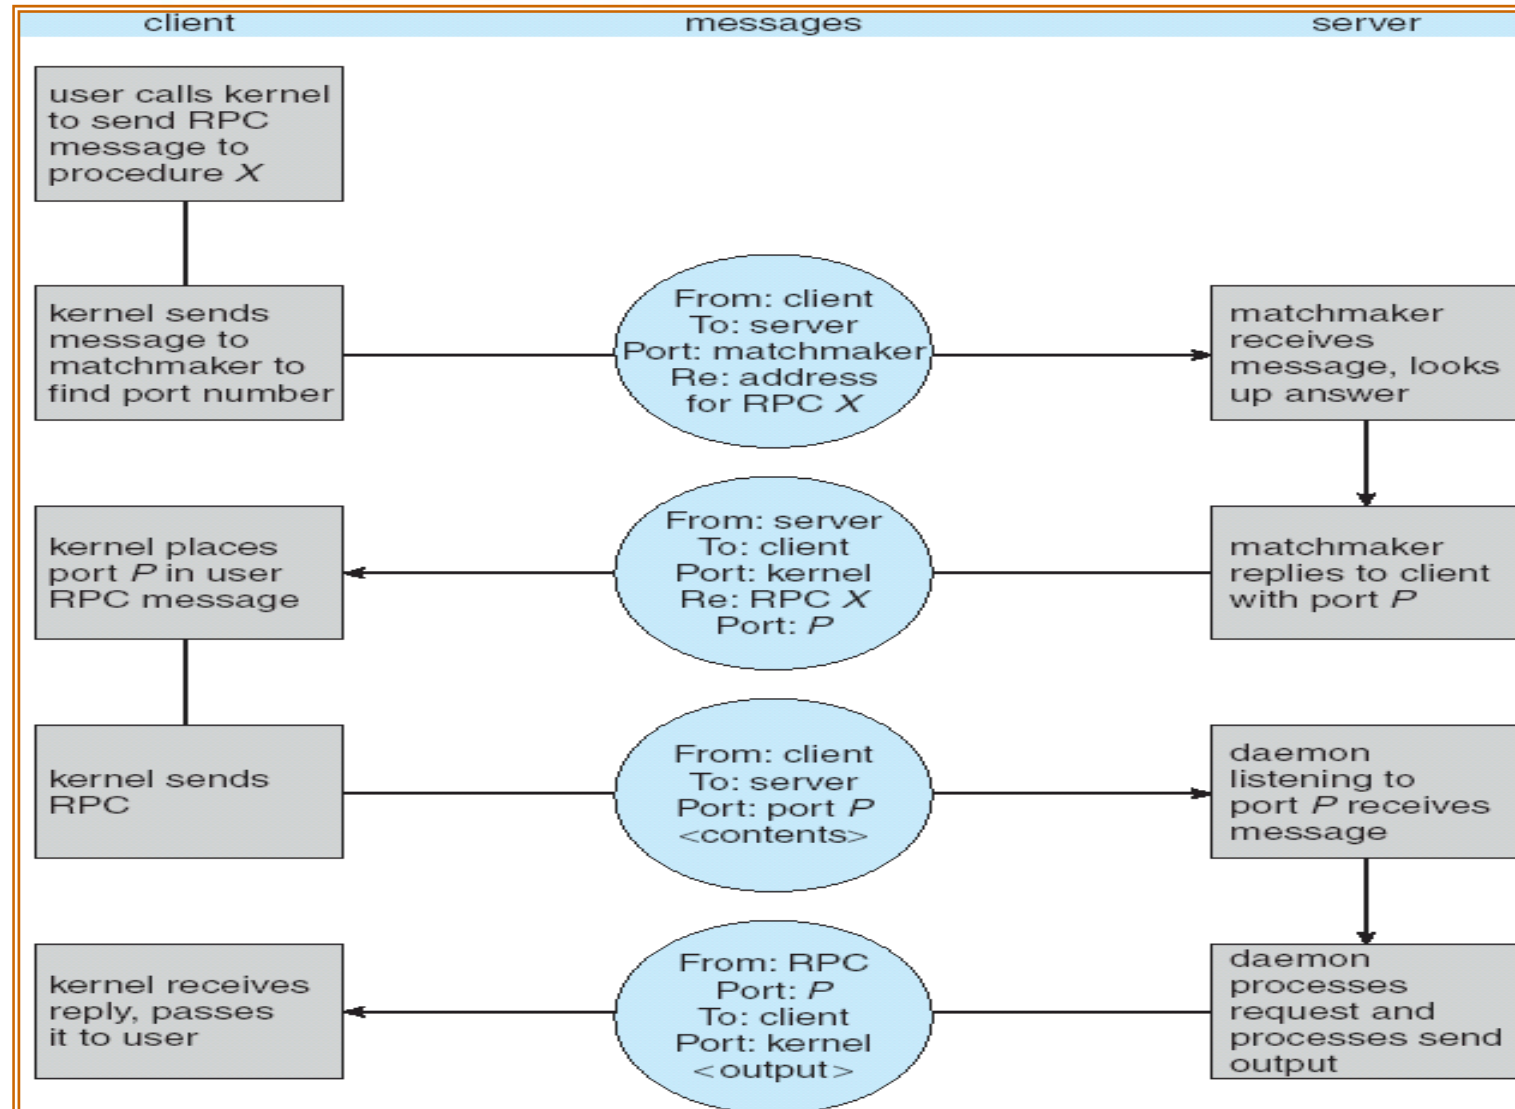 client
messages
server
user calls kernel
to send RPC
message to
procedure X
kernel sends
message to
matchmaker to
find port number
From: client
To: server
Port: matchmaker
Re: address
for RPC X
matchmaker
receives
message, looks
up answer
kernel places
port P in user
RPC message
From: server
To: client
Port: kernel
Re: RPC X
Port: P
matchmaker
replies to client
with port P
kernel sends
RPC
From: client
To: server
Port: port P
<contents>
daemon
listening to
port P receives
message
kernel receives
reply, passes
it to user
From: RPC
Port: P
To: client
Port: kernel
<output>
daemon
processes
request and
processes send
output